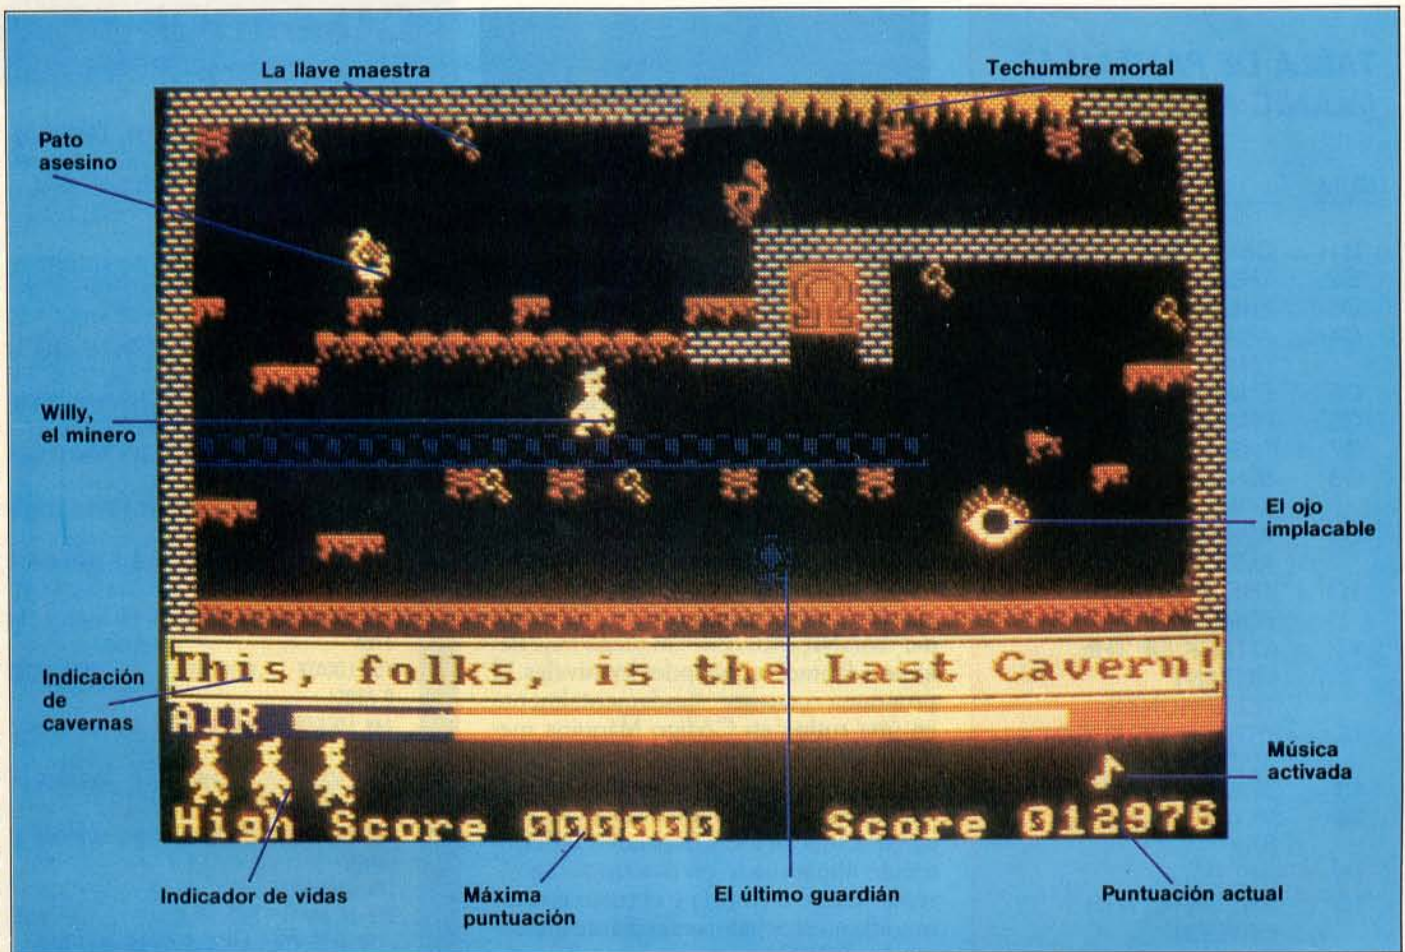 La llave maestra
Techumbre mortal
Pato
asesino
Willy,
el minero
El ojo
implacable
Indicación
de
cavernas
This, folks, is the Last Cavern!
AIR
Música
activada
High Score 000000 Score 012976
Indicador de vidas
Máxima
puntuación
El último guardián
Puntuación actual